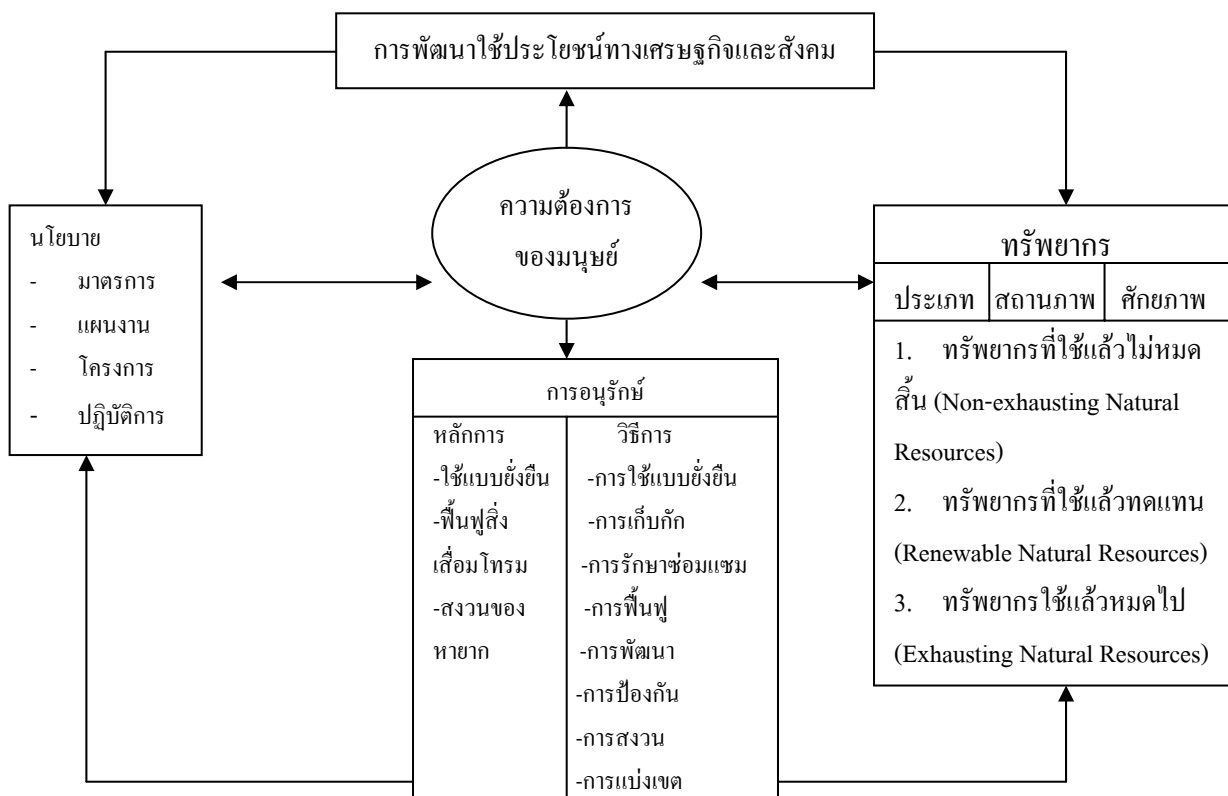 การพัฒนาใช้ประโยชน์ทางเศรษฐกิจและสังคม
ความต้องการ
ของมนุษย์
นโยบาย
- มาตรการ
- แผนงาน
- โครงการ
- ปฏิบัติการ
ทรัพยากร
ประเภท สถานภาพ ศักยภาพ
1. ทรัพยากรที่ใช้แล้วไม่หมด
สิ้น (Non-exhausting Natural
Resources)
2. ทรัพยากรที่ใช้แล้วทดแทน
(Renewable Natural Resources)
3. ทรัพยากรใช้แล้วหมดไป
(Exhausting Natural Resources)
การอนุรักษ์
หลักการ
-ใช้แบบยั่งยืน
-ฟื้นฟูสิ่ง
เสื่อมโทรม
-สงวนของ
หายาก
วิธีการ
-การใช้แบบยั่งยืน
-การเก็บกัก
-การรักษาซ่อมแซม
-การฟื้นฟู
-การพัฒนา
-การป้องกัน
-การสงวน
-การแบ่งเขต